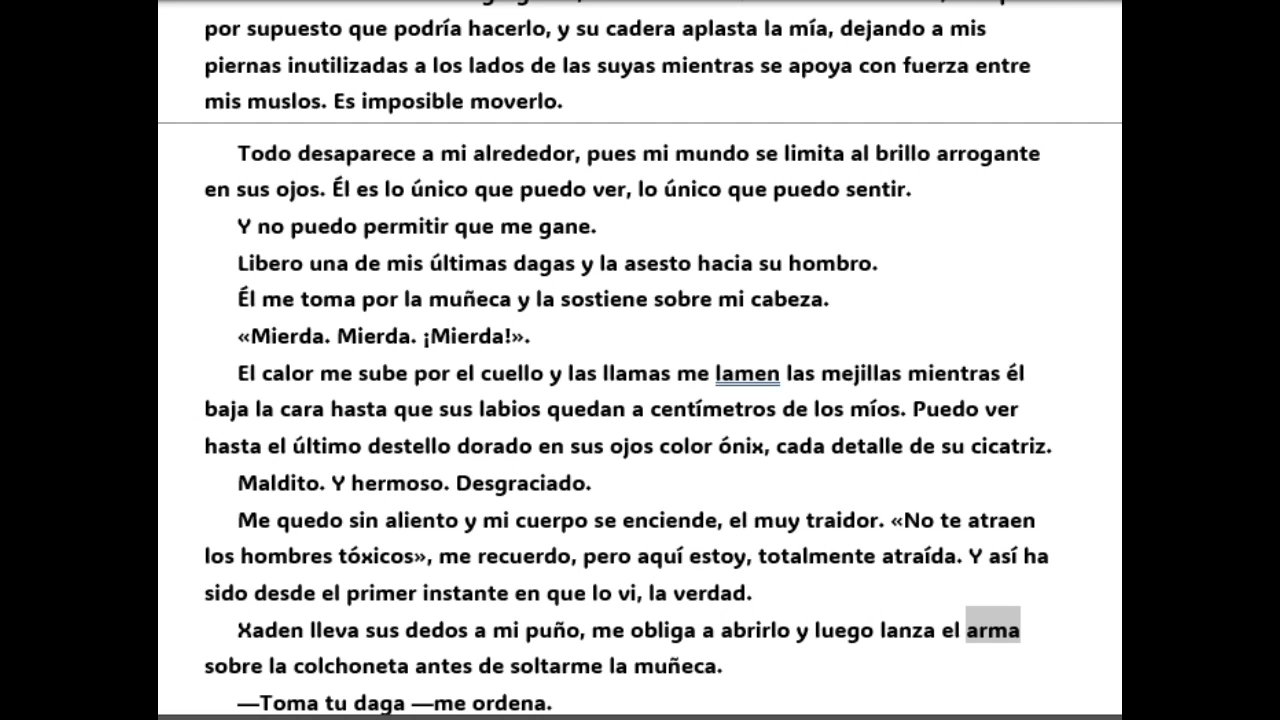 por supuesto que podría hacerlo, y su cadera aplasta la mía, dejando a mis
piernas inutilizadas a los lados de las suyas mientras se apoya con fuerza entre
mis muslos. Es imposible moverlo.
Todo desaparece a mi alrededor, pues mi mundo se limita al brillo arrogante
en sus ojos. Él es lo único que puedo ver, lo único que puedo sentir.
Y no puedo permitir que me gane.
Libero una de mis últimas dagas y la asesto hacia su hombro.
Él me toma por la muñeca y la sostiene sobre mi cabeza.
«Mierda. Mierda. ¡Mierda!».
El calor me sube por el cuello y las llamas me lamen las mejillas mientras él
baja la cara hasta que sus labios quedan a centímetros de los míos. Puedo ver
hasta el último destello dorado en sus ojos color ónix, cada detalle de su cicatriz.
Maldito. Y hermoso. Desgraciado.
Me quedo sin aliento y mi cuerpo se enciende, el muy traidor. «No te atraen
los hombres tóxicos», me recuerdo, pero aquí estoy, totalmente atraída. Y así ha
sido desde el primer instante en que lo vi, la verdad.
Xaden lleva sus dedos a mi puño, me obliga a abrirlo y luego lanza el arma
sobre la colchoneta antes de soltarme la muñeca.
—Toma tu daga —me ordena.